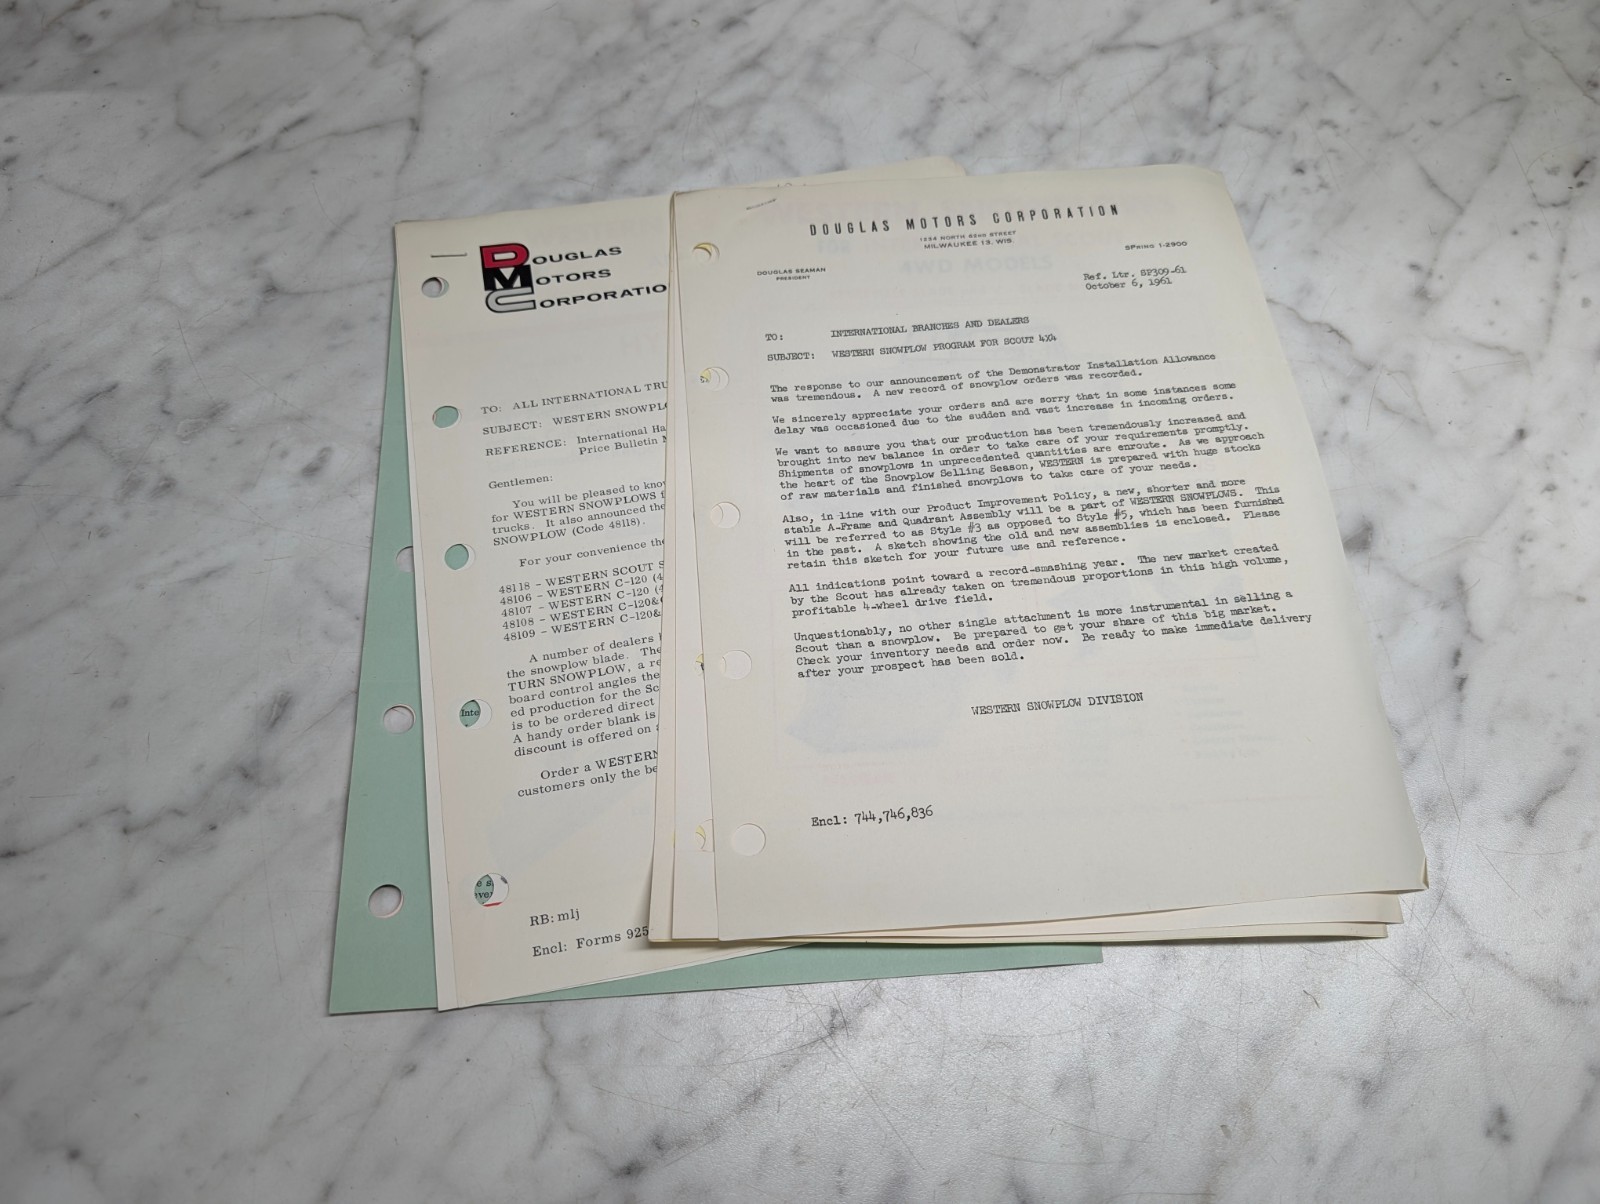 DOUGLAS
MOTORS
CORPORATIO
TO: ALL INTERNATIONAL TRU
SUBJECT: WESTERN SNOWPL
REFERENCE: International Ha
Price Bulletin
Gentlemen:
You will be pleased to know
for WESTERN SNOWPLOWS f
trucks. It also announced the
SNOWPLOW (Code 48118).
For your convenience the
48118 - WESTERN SCOUT S
48106 - WESTERN C-120 (4
48107 - WESTERN C-120 (4
48108 - WESTERN C-120&
48109 - WESTERN C-120&
A number of dealers h
the snowplow blade. The
TURN SNOWPLOW, a re
board control angles the
ed production for the Sc
is to be ordered direct
A handy order blank is
discount is offered on a
Order a WESTERN
customers only the be
RB: mlj
Encl: Forms 925
Inte
DOUGLAS MOTORS CORPORATION
1234 NORTH 62ND STREET
MILWAUKEE 13, WIS.
SPRING 1-2900
DOUGLAS SEAMAN
PRESIDENT
Ref. Ltr. SP309-61
October 6, 1961
TO: INTERNATIONAL BRANCHES AND DEALERS
SUBJECT: WESTERN SNOWPLOW PROGRAM FOR SCOUT 4X4
The response to our announcement of the Demonstrator Installation Allowance
was tremendous. A new record of snowplow orders was recorded.
We sincerely appreciate your orders and are sorry that in some instances some
delay was occasioned due to the sudden and vast increase in incoming orders.
We want to assure you that our production has been tremendously increased and
brought into new balance in order to take care of your requirements promptly.
Shipments of snowplows in unprecedented quantities are enroute. As we approach
the heart of the Snowplow Selling Season, WESTERN is prepared with huge stocks
of raw materials and finished snowplows to take care of your needs.
Also, in line with our Product Improvement Policy, a new, shorter and more
stable A-Frame and Quadrant Assembly will be a part of WESTERN SNOWPLOWS. This
will be referred to as Style #3 as opposed to Style #5, which has been furnished
in the past. A sketch showing the old and new assemblies is enclosed. Please
retain this sketch for your future use and reference.
All indications point toward a record-smashing year. The new market created
by the Scout has already taken on tremendous proportions in this high volume,
profitable 4-wheel drive field.
Unquestionably, no other single attachment is more instrumental in selling a
Scout than a snowplow. Be prepared to get your share of this big market.
Check your inventory needs and order now. Be ready to make immediate delivery
after your prospect has been sold.
WESTERN SNOWPLOW DIVISION
Encl: 744,746,836